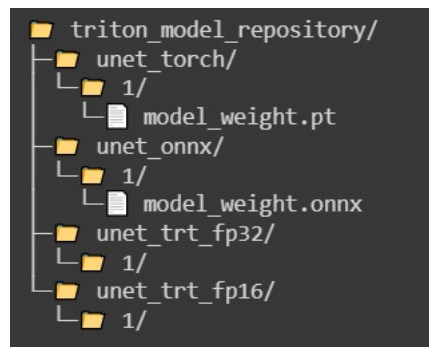 triton_model_repository/
unet_torch/
1/
model_weight.pt
unet_onnx/
1/
model_weight.onnx
unet_trt_fp32/
1/
unet_trt_fp16/
1/